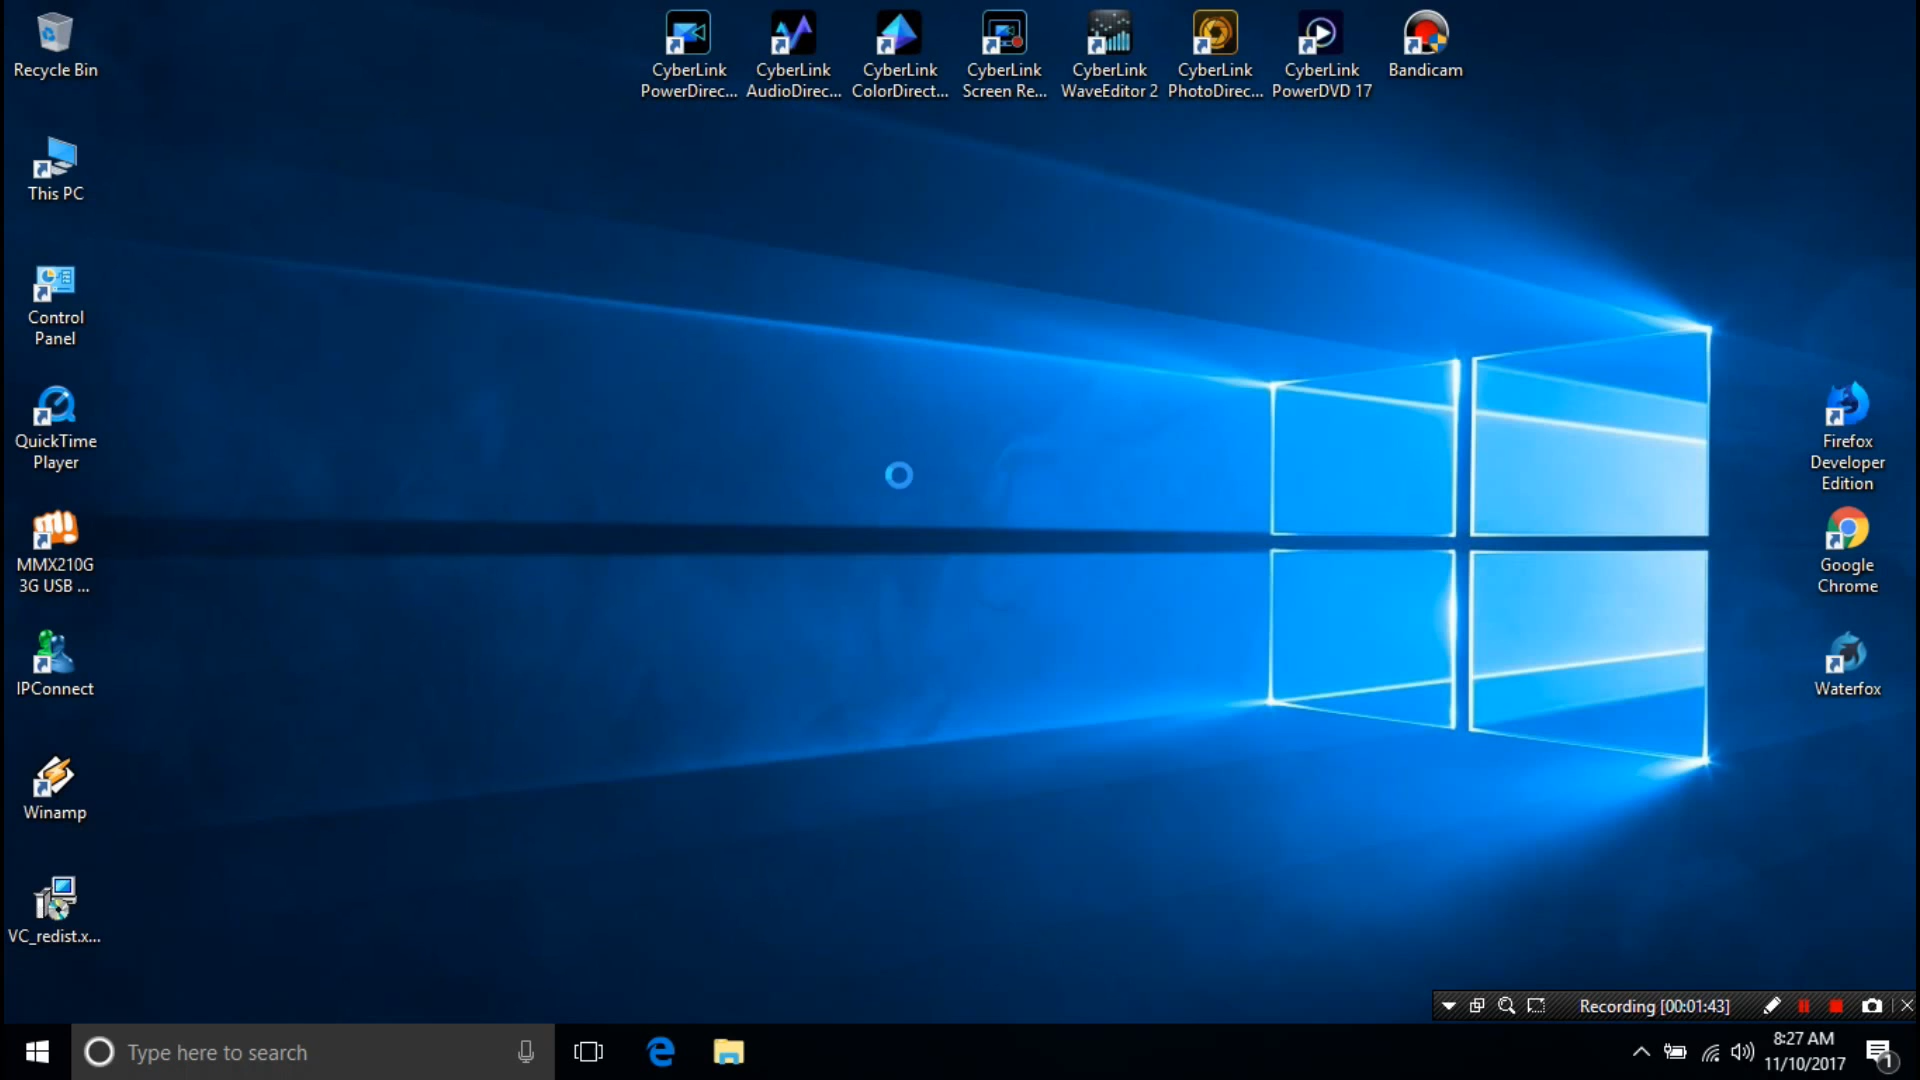 Recycle Bin
This PC
Control
Panel
QuickTime
Player
MMX210G
3G USB ...
IPConnect
Winamp
VC_redist.x...
CyberLink
PowerDirec...
CyberLink
AudioDirec...
CyberLink
ColorDirect...
CyberLink
Screen Re...
CyberLink
WaveEditor 2
CyberLink
PhotoDirec...
CyberLink
PowerDVD 17
Bandicam
Firefox
Developer
Edition
Google
Chrome
Waterfox
Recording [00:01:43]
Type here to search
8:27 AM
11/10/2017
1